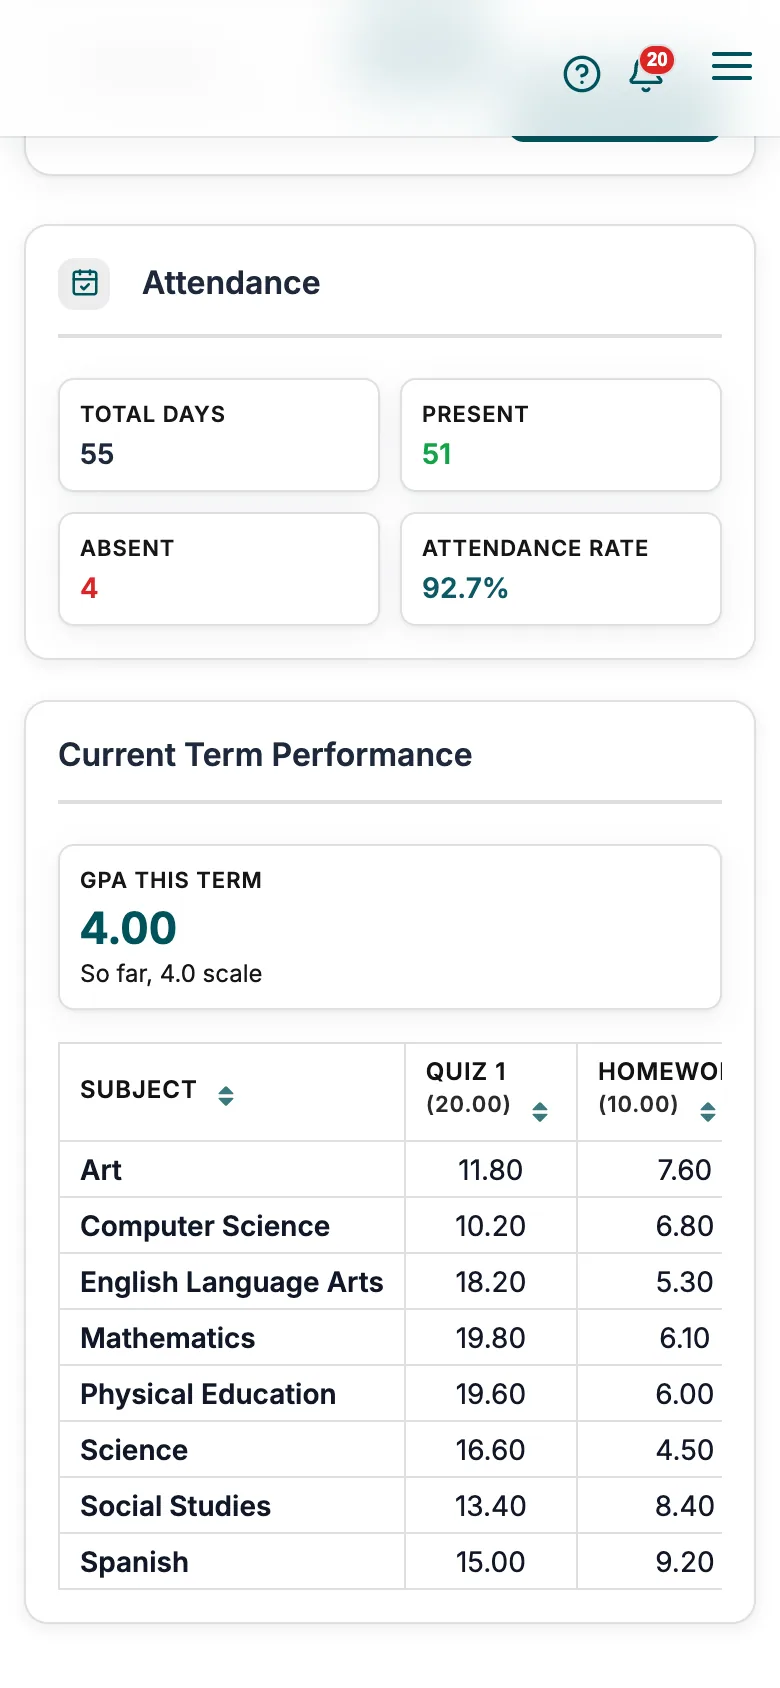 20
Attendance
TOTAL DAYS
55
PRESENT
51
ABSENT
4
ATTENDANCE RATE
92.7%
Current Term Performance
GPA THIS TERM
4.00
So far, 4.0 scale
SUBJECT QUIZ 1 (20.00) HOMEWO (10.00)
Art 11.80 7.60
Computer Science 10.20 6.80
English Language Arts 18.20 5.30
Mathematics 19.80 6.10
Physical Education 19.60 6.00
Science 16.60 4.50
Social Studies 13.40 8.40
Spanish 15.00 9.20